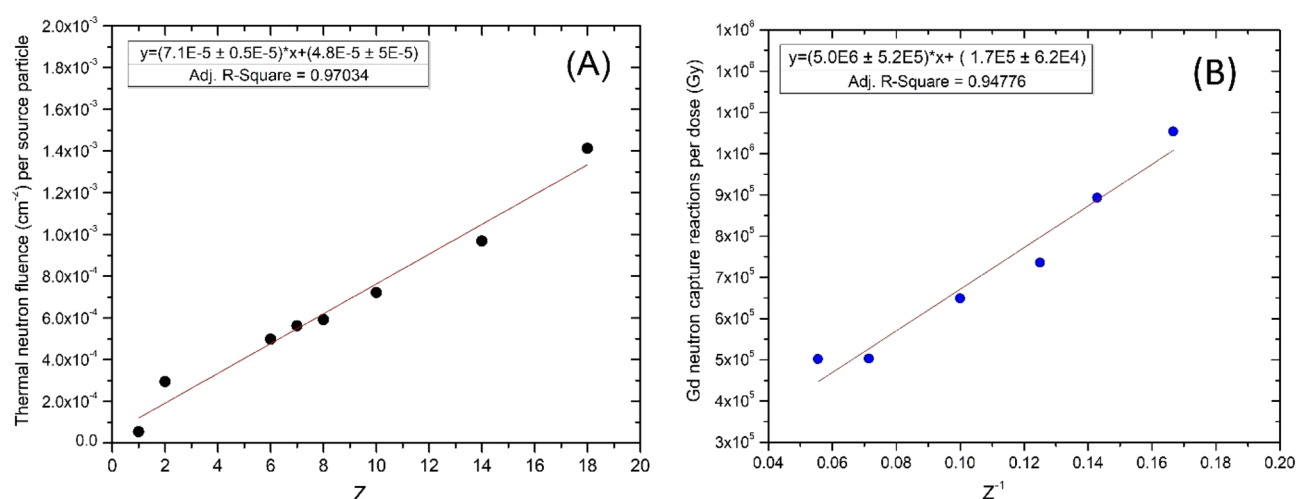 (A)
y=(7.1E-5 ± 0.5E-5)*x+(4.8E-5 ± 5E-5)
Adj. R-Square = 0.97034
Thermal neutron fluence (cm⁻²) per source particle
2.0x10⁻³
1.8x10⁻³
1.6x10⁻³
1.4x10⁻³
1.2x10⁻³
1.0x10⁻³
8.0x10⁻⁴
6.0x10⁻⁴
4.0x10⁻⁴
2.0x10⁻⁴
0.0
0 2 4 6 8 10 12 14 16 18 20
Z
(B)
y=(5.0E6 ± 5.2E5)*x+ ( 1.7E5 ± 6.2E4)
Adj. R-Square = 0.94776
Gd neutron capture reactions per dose (Gy)
1x10⁶
1x10⁶
1x10⁶
1x10⁶
9x10⁵
8x10⁵
7x10⁵
6x10⁵
5x10⁵
4x10⁵
3x10⁵
0.04 0.06 0.08 0.10 0.12 0.14 0.16 0.18 0.20
Z⁻¹